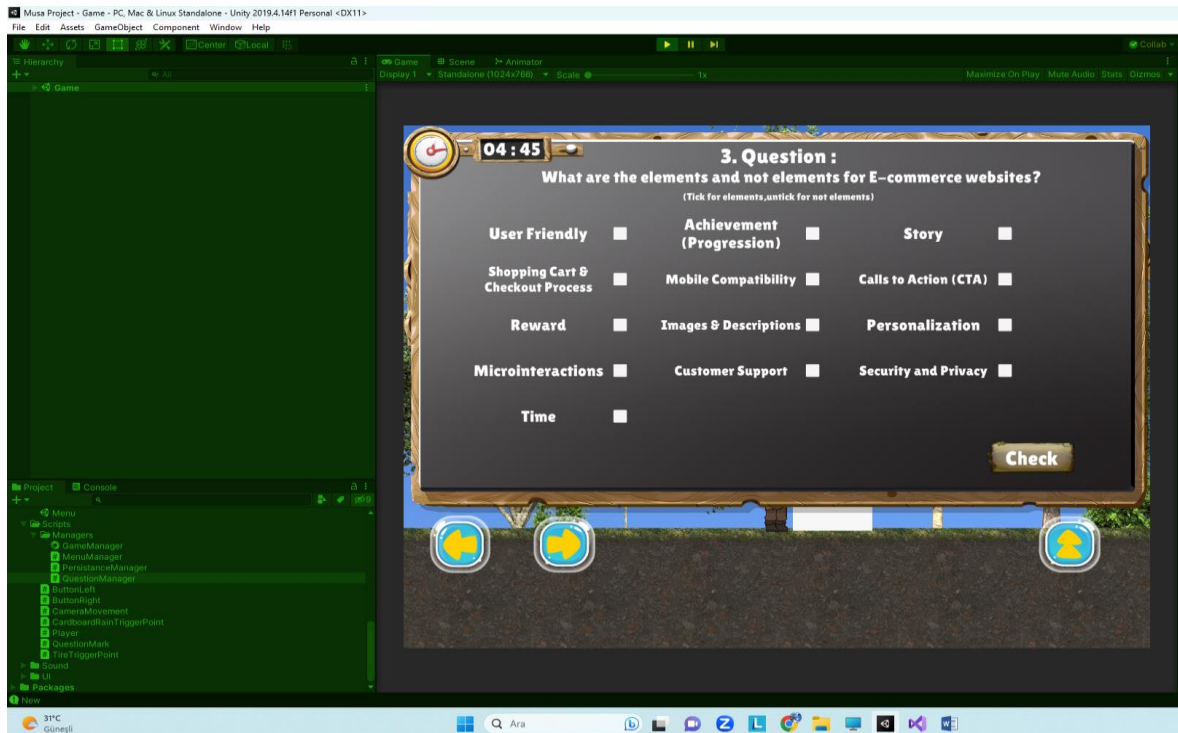 Musa Project - Game - PC, Mac & Linux Standalone - Unity 2019.4.14f1 Personal <DX11>
File Edit Assets GameObject Component Window Help
Center Local Collab
Hierarchy
All
Game
Game Scene Animator
Display 1 Standalone (1024x768) Scale 1x Maximize On Play Mute Audio Stats Gizmos
04:45
3. Question :
What are the elements and not elements for E-commerce websites?
(Tick for elements,untick for not elements)
User Friendly
Achievement
(Progression)
Story
Shopping Cart &
Checkout Process
Mobile Compatibility
Calls to Action (CTA)
Reward
Images & Descriptions
Personalization
Microinteractions
Customer Support
Security and Privacy
Time
Check
Project Console
9
Menu
Scripts
Managers
GameManager
MenuManager
PersistanceManager
QuestionManager
ButtonLeft
ButtonRight
CameraMovement
CardboardRainTriggerPoint
Player
QuestionMark
TireTriggerPoint
Sound
UI
Packages
New
31°C
Güneşli
Ara